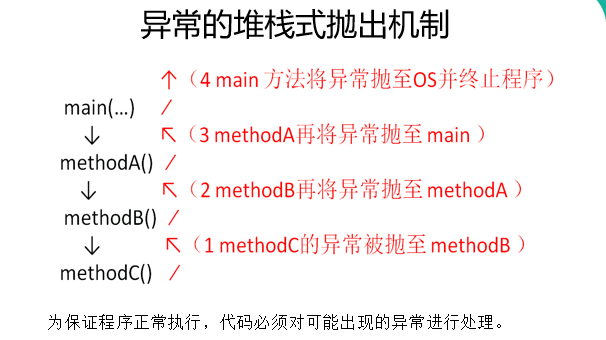 异常的堆栈式抛出机制
↑（4 main 方法将异常抛至OS并终止程序）
main(...) /
↓ ↖（3 methodA再将异常抛至 main ）
methodA() /
↓ ↖（2 methodB再将异常抛至 methodA ）
methodB() /
↓ ↖（1 methodC的异常被抛至 methodB ）
methodC() /
为保证程序正常执行，代码必须对可能出现的异常进行处理。